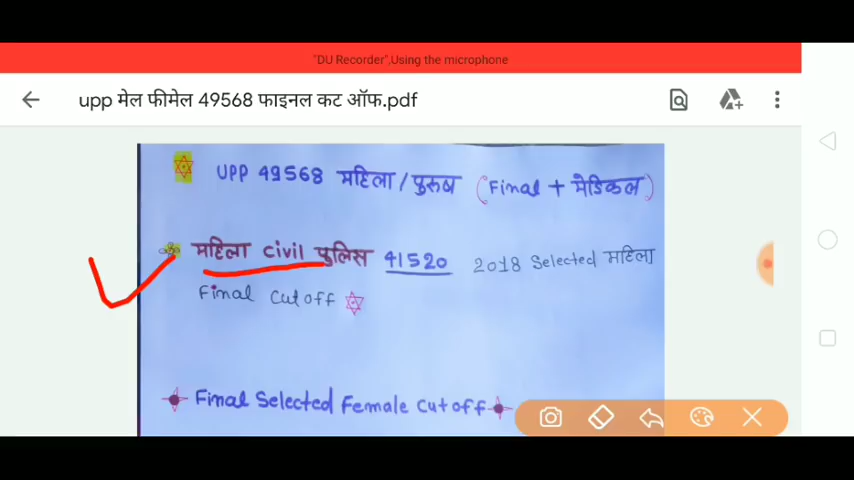 "DU Recorder",Using the microphone
upp मेल फीमेल 49568 फाइनल कट ऑफ.pdf
UPP 49568 महिला / पुरुष (Final + मेडिकल)
महिला civil पुलिस 41520 2018 Selected महिला
Final Cutoff
Final Selected Female Cutoff